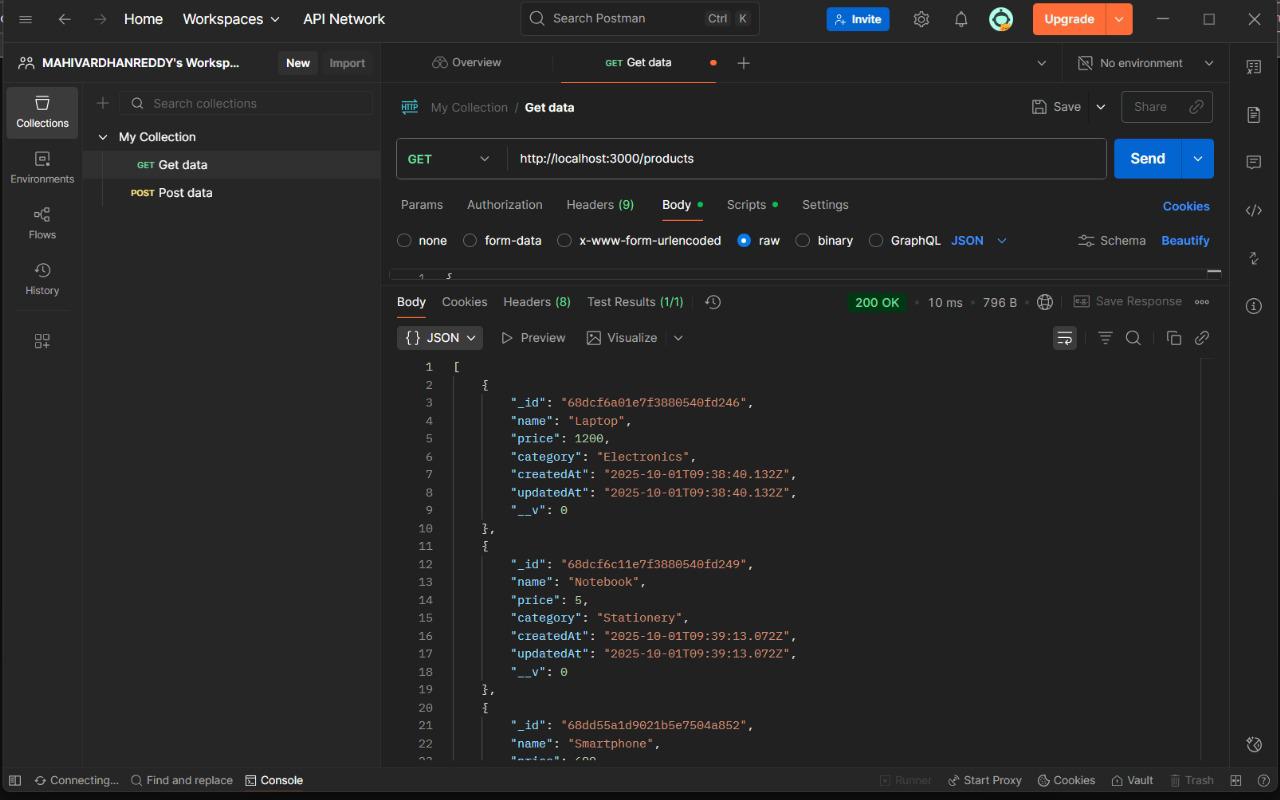 Home Workspaces API Network Search Postman Ctrl K Invite Upgrade
MAHIVARDHANREDDY's Worksp... New Import Overview GET Get data No environment
Collections
Environments
Flows
History
Search collections
My Collection
GET Get data
POST Post data
HTTP My Collection / Get data Save Share
GET http://localhost:3000/products Send
Params Authorization Headers (9) Body Scripts Settings Cookies
none form-data x-www-form-urlencoded raw binary GraphQL JSON Schema Beautify
1 {
Body Cookies Headers (8) Test Results (1/1) 200 OK • 10 ms • 796 B • Save Response
{} JSON Preview Visualize
1 [
2 {
3 "_id": "68dcf6a01e7f3880540fd246",
4 "name": "Laptop",
5 "price": 1200,
6 "category": "Electronics",
7 "createdAt": "2025-10-01T09:38:40.132Z",
8 "updatedAt": "2025-10-01T09:38:40.132Z",
9 "__v": 0
10 },
11 {
12 "_id": "68dcf6c11e7f3880540fd249",
13 "name": "Notebook",
14 "price": 5,
15 "category": "Stationery",
16 "createdAt": "2025-10-01T09:39:13.072Z",
17 "updatedAt": "2025-10-01T09:39:13.072Z",
18 "__v": 0
19 },
20 {
21 "_id": "68dd55a1d9021b5e7504a852",
22 "name": "Smartphone",
23 "price": 600
Connecting... Find and replace Console Runner Start Proxy Cookies Vault Trash